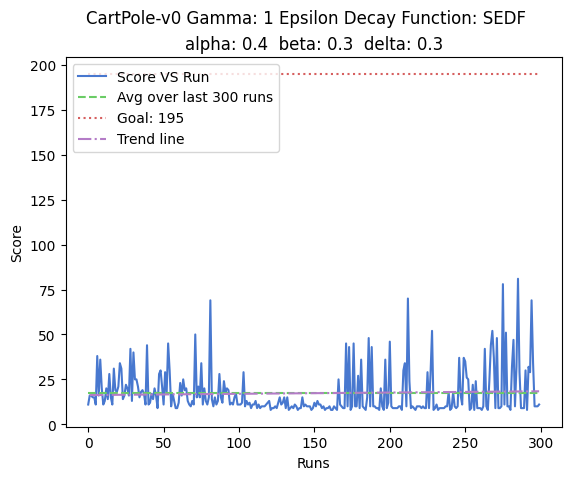 CartPole-v0 Gamma: 1 Epsilon Decay Function: SEDF
alpha: 0.4 beta: 0.3 delta: 0.3
Score VS Run
Avg over last 300 runs
Goal: 195
Trend line
200
175
150
125
100
75
50
25
0
Score
0
50
100
150
200
250
300
Runs